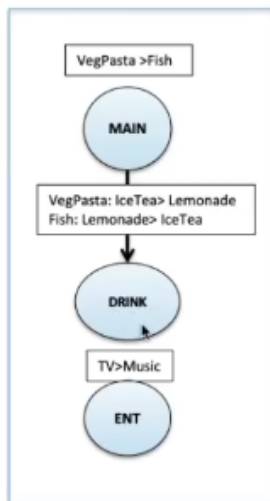 VegPasta >Fish
MAIN
VegPasta: IceTea> Lemonade
Fish: Lemonade> IceTea
DRINK
TV>Music
ENT